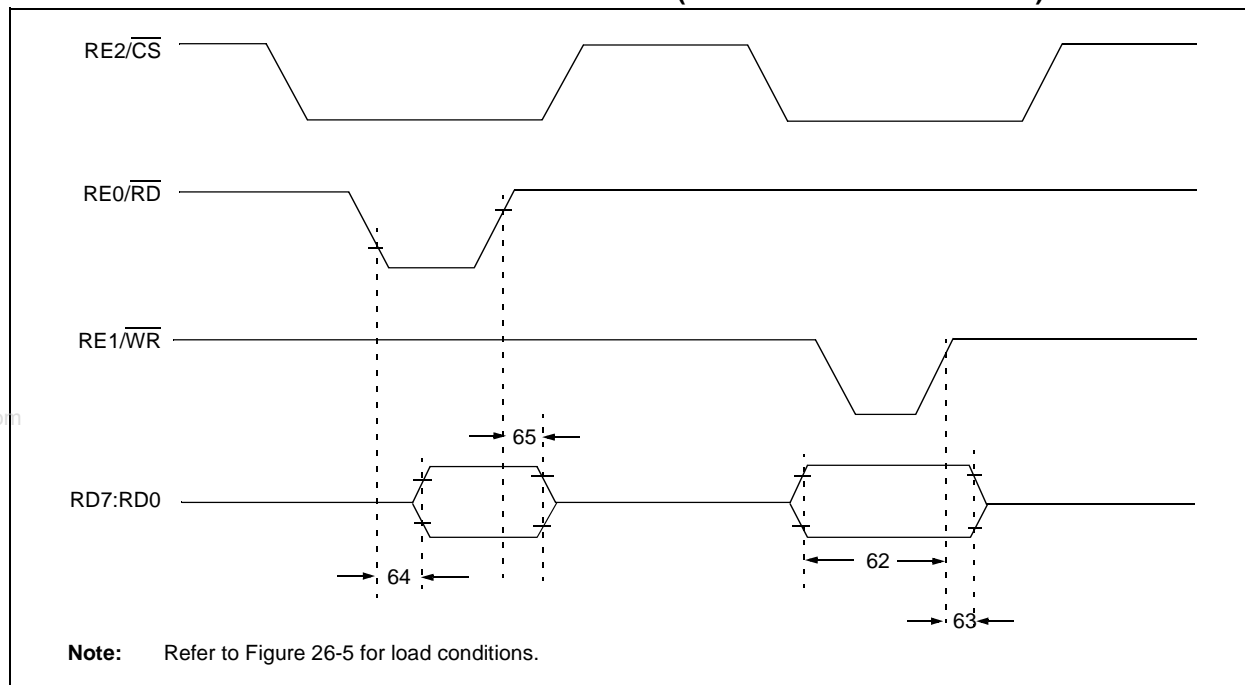 RE2/CS
RE0/RD
RE1/WR
om
65
RD7:RD0
62
64
63
Note: Refer to Figure 26-5 for load conditions.